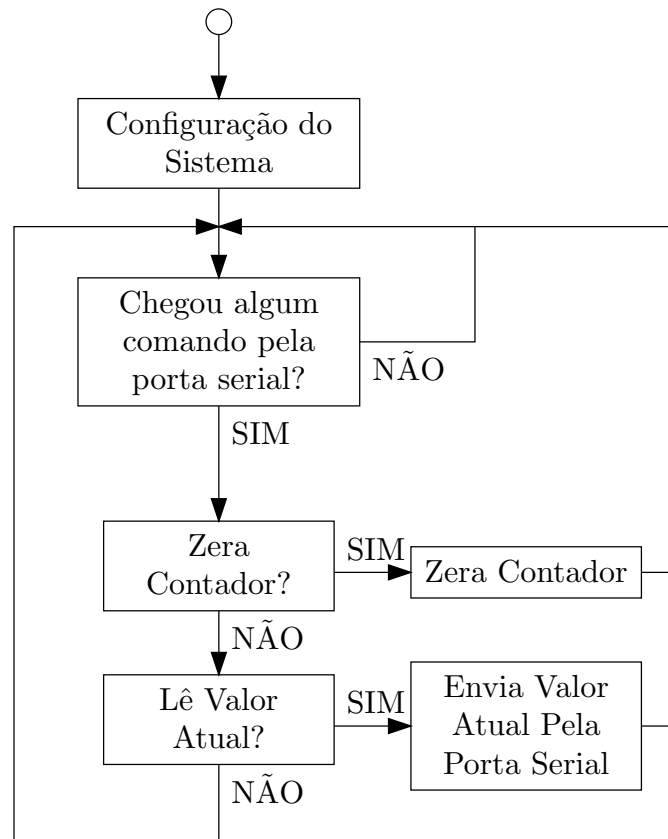 Configuração do
Sistema
Chegou algum
comando pela
porta serial?
NÃO
SIM
Zera
Contador?
SIM
Zera Contador
NÃO
Lê Valor
Atual?
SIM
Envia Valor
Atual Pela
Porta Serial
NÃO